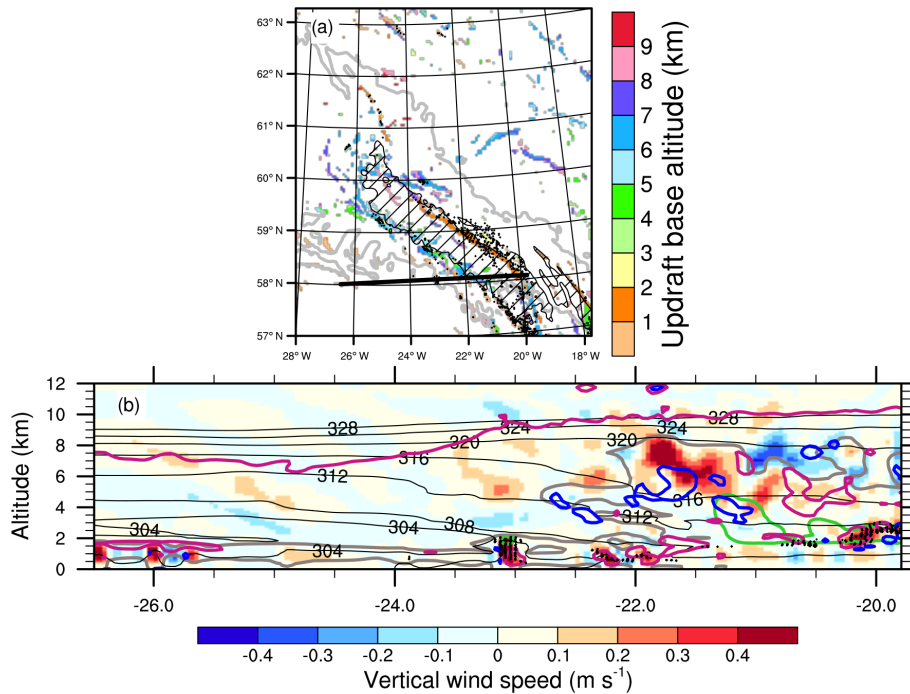 (a)
63° N
62° N
61° N
60° N
59° N
58° N
57° N
28° W
26° W
24° W
22° W
20° W
18° W
9
8
7
6
5
4
3
2
1
Updraft base altitude (km)
(b)
12
10
8
6
4
2
0
Altitude (km)
328
324
328
324
320
320
316
312
316
312
304
304
308
304
-26.0
-24.0
-22.0
-20.0
-0.4
-0.3
-0.2
-0.1
0
0.1
0.2
0.3
0.4
Vertical wind speed (m s⁻¹)